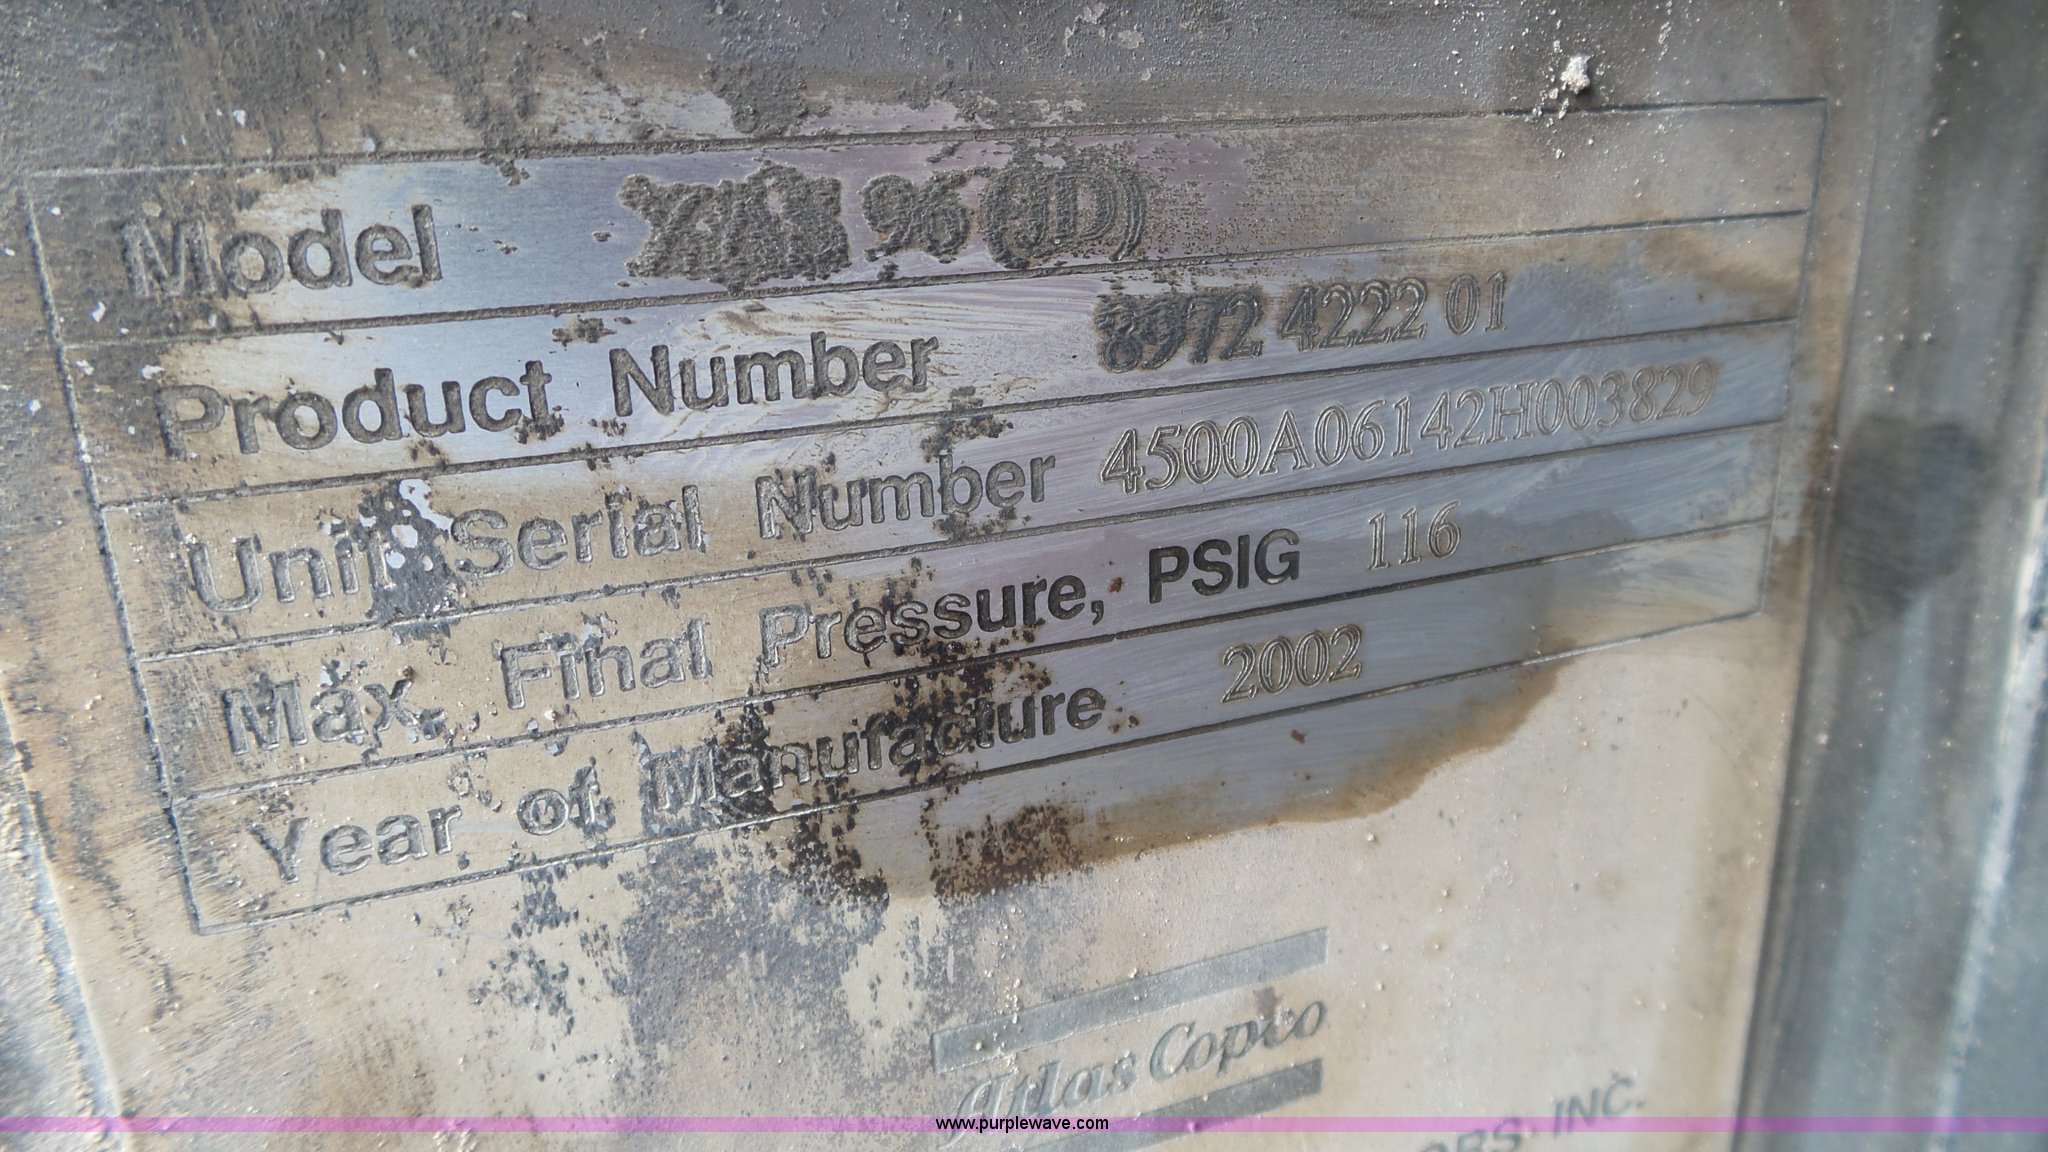 Model XAS 96 (JD)
Product Number 8972 4222 01
Unit Serial Number 4500A06142H003829
Max. Final Pressure, PSIG 116
Year of Manufacture 2002
Atlas Copco
INC.
www.purplewave.com